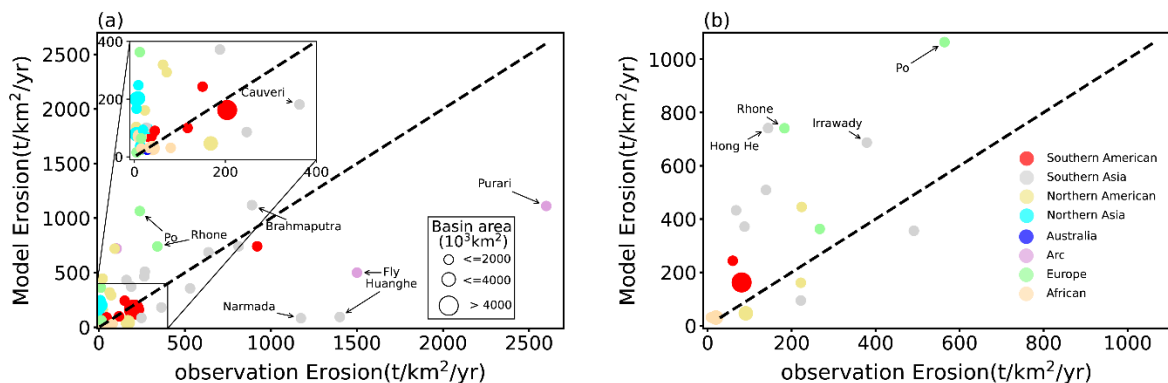 (a)
Model Erosion(t/km²/yr)
2500
2000
1500
1000
500
0
400
200
0
0
200
400
Cauveri
Purari
Po
Rhone
Brahmaputra
Fly
Huanghe
Narmada
Basin area
(10³km²)
<=2000
<=4000
> 4000
0
500
1000
1500
2000
2500
observation Erosion(t/km²/yr)
(b)
Model Erosion(t/km²/yr)
1000
800
600
400
200
0
Po
Rhone
Hong He
Irrawady
Southern American
Southern Asia
Northern American
Northern Asia
Australia
Arc
Europe
African
0
200
400
600
800
1000
observation Erosion(t/km²/yr)